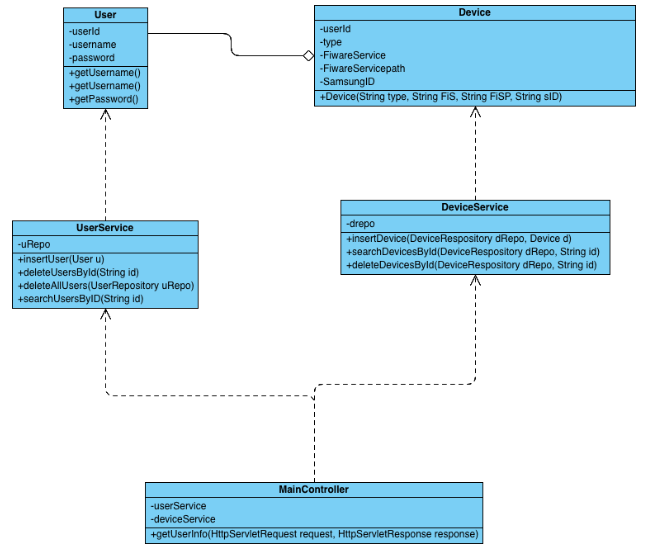 User
-userId
-username
-password
+getUsername()
+getUsername()
+getPassword()
Device
-userId
-type
-FiwareService
-FiwareServicepath
-SamsungID
+Device(String type, String FiS, String FiSP, String sID)
UserService
-uRepo
+insertUser(User u)
+deleteUsersById(String id)
+deleteAllUsers(UserRepository uRepo)
+searchUsersByID(String id)
DeviceService
-drepo
+insertDevice(DeviceRespository dRepo, Device d)
+searchDevicesById(DeviceRespository dRepo, String id)
+deleteDevicesById(DeviceRespository dRepo, String id)
MainController
-userService
-deviceService
+getUserInfo(HttpServletRequest request, HttpServletResponse response)